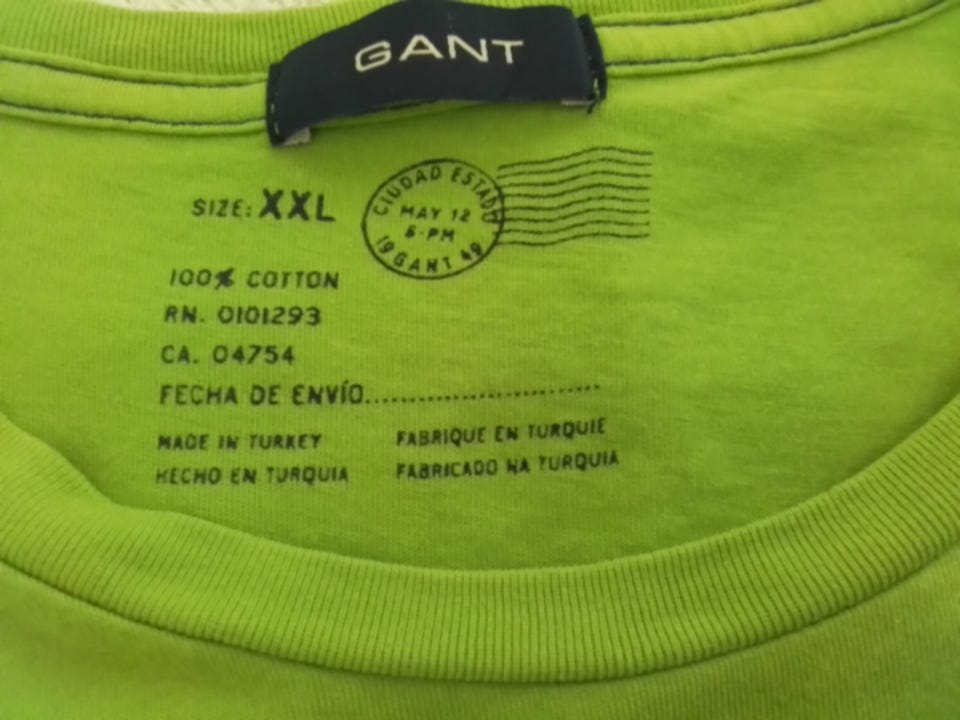 GANT
SIZE: XXL
CIUDAD ESTADO
MAY 12
6-PM
19 GANT 49
100% COTTON
RN. 0101293
CA. 04754
FECHA DE ENVÍO.........................
MADE IN TURKEY
FABRIQUE EN TURQUIE
HECHO EN TURQUIA
FABRICADO NA TURQUIA